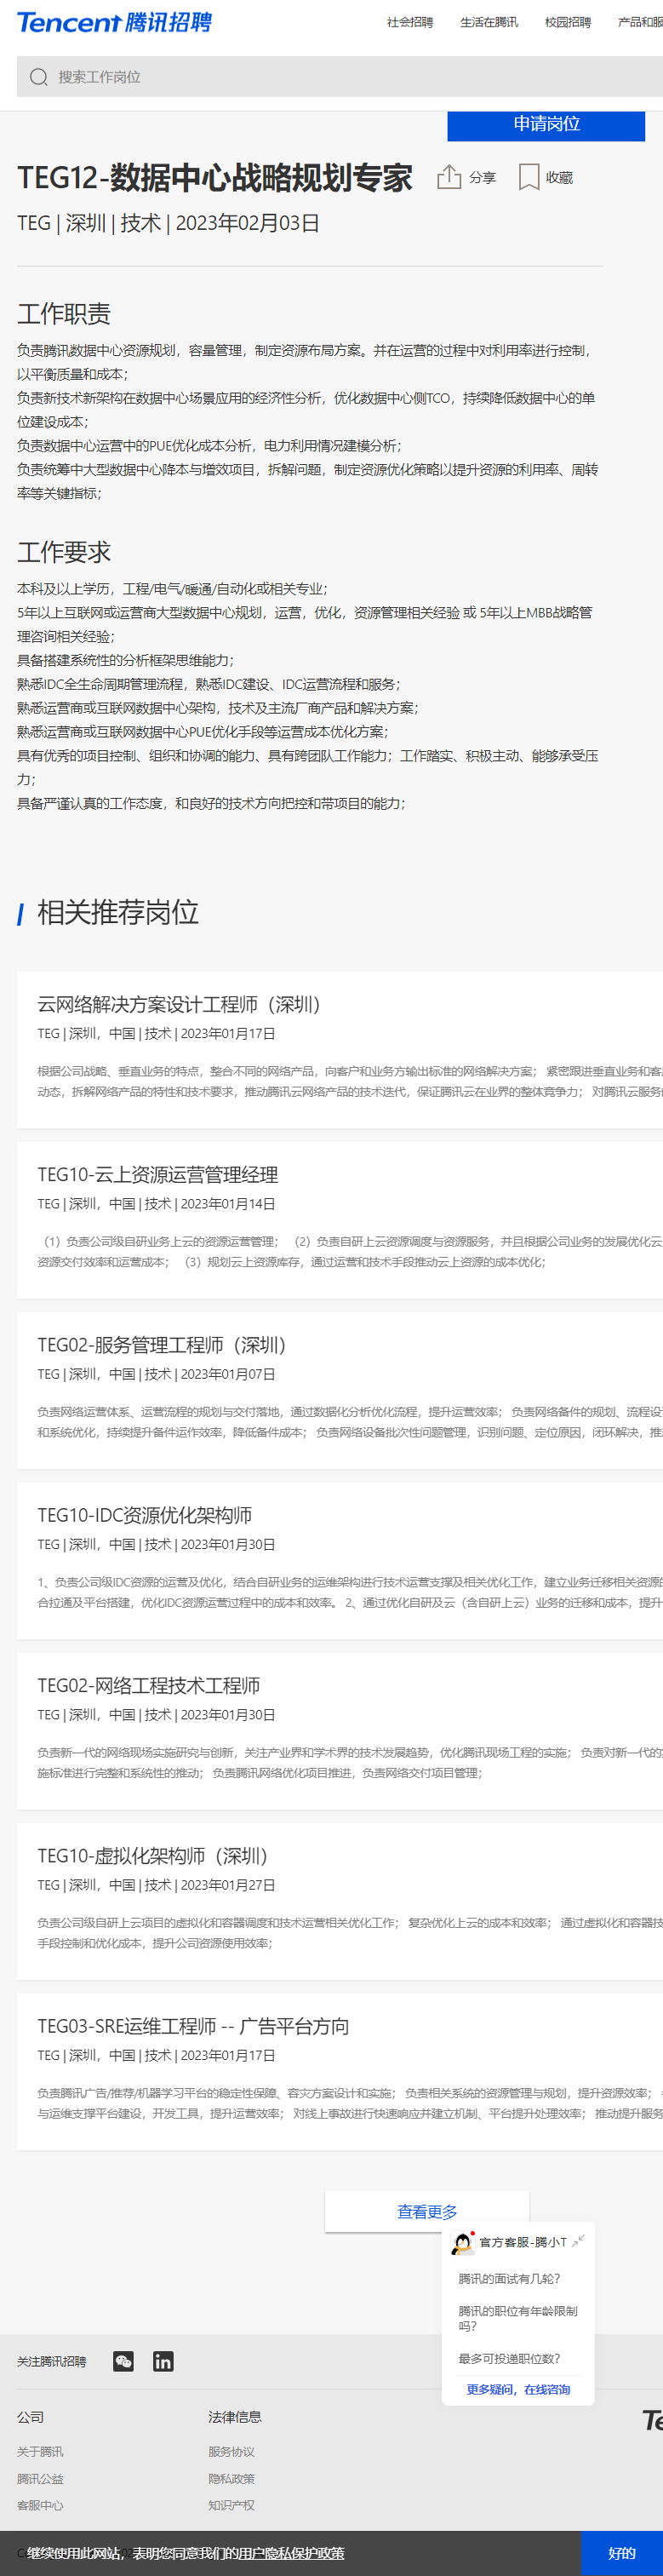 Tencent 腾讯招聘
社会招聘 生活在腾讯 校园招聘 产品和服
搜索工作岗位
申请岗位
TEG12-数据中心战略规划专家 分享 收藏
TEG | 深圳 | 技术 | 2023年02月03日
工作职责
负责腾讯数据中心资源规划，容量管理，制定资源布局方案。并在运营的过程中对利用率进行控制，
以平衡质量和成本；
负责新技术新架构在数据中心场景应用的经济性分析，优化数据中心侧TCO，持续降低数据中心的单
位建设成本；
负责数据中心运营中的PUE优化成本分析，电力利用情况建模分析；
负责统筹中大型数据中心降本与增效项目，拆解问题，制定资源优化策略以提升资源的利用率、周转
率等关键指标；
工作要求
本科及以上学历，工程/电气/暖通/自动化或相关专业；
5年以上互联网或运营商大型数据中心规划，运营，优化，资源管理相关经验 或 5年以上MBB战略管
理咨询相关经验；
具备搭建系统性的分析框架思维能力；
熟悉IDC全生命周期管理流程，熟悉IDC建设、IDC运营流程和服务；
熟悉运营商或互联网数据中心架构，技术及主流厂商产品和解决方案；
熟悉运营商或互联网数据中心PUE优化手段等运营成本优化方案；
具有优秀的项目控制、组织和协调的能力、具有跨团队工作能力；工作踏实、积极主动、能够承受压
力；
具备严谨认真的工作态度，和良好的技术方向把控和带项目的能力；
相关推荐岗位
云网络解决方案设计工程师（深圳）
TEG | 深圳，中国 | 技术 | 2023年01月17日
根据公司战略、垂直业务的特点，整合不同的网络产品，向客户和业务方输出标准的网络解决方案； 紧密跟进垂直业务和客
动态，拆解网络产品的特性和技术要求，推动腾讯云网络产品的技术迭代，保证腾讯云在业界的整体竞争力； 对腾讯云服务
TEG10-云上资源运营管理经理
TEG | 深圳，中国 | 技术 | 2023年01月14日
（1）负责公司级自研业务上云的资源运营管理； （2）负责自研上云资源调度与资源服务，并且根据公司业务的发展优化云
资源交付效率和运营成本； （3）规划云上资源库存，通过运营和技术手段推动云上资源的成本优化；
TEG02-服务管理工程师（深圳）
TEG | 深圳，中国 | 技术 | 2023年01月07日
负责网络运营体系、运营流程的规划与交付落地，通过数据化分析优化流程，提升运营效率； 负责网络备件的规划、流程设
和系统优化，持续提升备件运作效率，降低备件成本； 负责网络设备批次性问题管理，识别问题、定位原因，闭环解决，推
TEG10-IDC资源优化架构师
TEG | 深圳，中国 | 技术 | 2023年01月30日
1、负责公司级IDC资源的运营及优化，结合自研业务的运维架构进行技术运营支撑及相关优化工作，建立业务迁移相关资源的
合拉通及平台搭建，优化IDC资源运营过程中的成本和效率。 2、通过优化自研及云（含自研上云）业务的迁移和成本，提升
TEG02-网络工程技术工程师
TEG | 深圳，中国 | 技术 | 2023年01月30日
负责新一代的网络现场实施研究与创新，关注产业界和学术界的技术发展趋势，优化腾讯现场工程的实施； 负责对新一代的
施标准进行完整和系统性的推动； 负责腾讯网络优化项目推进，负责网络交付项目管理；
TEG10-虚拟化架构师（深圳）
TEG | 深圳，中国 | 技术 | 2023年01月27日
负责公司级自研上云项目的虚拟化和容器调度和技术运营相关优化工作； 复杂优化上云的成本和效率； 通过虚拟化和容器技
手段控制和优化成本，提升公司资源使用效率；
TEG03-SRE运维工程师 -- 广告平台方向
TEG | 深圳，中国 | 技术 | 2023年01月17日
负责腾讯广告/推荐/机器学习平台的稳定性保障、容灾方案设计和实施； 负责相关系统的资源管理与规划，提升资源效率；
与运维支撑平台建设，开发工具，提升运营效率； 对线上事故进行快速响应并建立机制、平台提升处理效率； 推动提升服务
查看更多
官方客服-腾小T
腾讯的面试有几轮？
腾讯的职位有年龄限制
吗？
最多可投递职位数？
更多疑问，在线咨询
关注腾讯招聘
公司 法律信息
Te
关于腾讯 服务协议
腾讯公益 隐私政策
客服中心 知识产权
继续使用此网站，表明您同意我们的用户隐私保护政策 好的